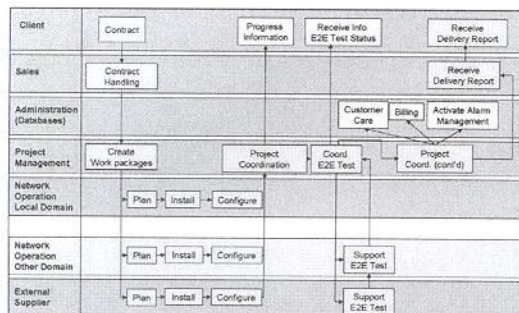 Client
Contract
Progress
Information
Receive Info
E2E Test Status
Receive
Delivery Report
Sales
Contract
Handling
Receive
Delivery Report
Administration
(Databases)
Customer
Care
Billing
Activate Alarm
Management
Project
Management
Create
Work packages
Project
Coordination
Coord
E2E Test
Project
Coord. (cont'd)
Network
Operation
Local Domain
Plan
Install
Configure
Network
Operation
Other Domain
Plan
Install
Configure
Support
E2E Test
External
Supplier
Plan
Install
Configure
Support
E2E Test